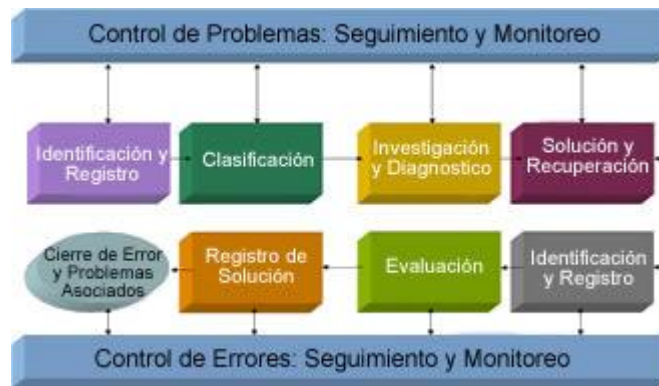 Control de Problemas: Seguimiento y Monitoreo
Identificación y
Registro
Clasificación
Investigación
y Diagnostico
Solución y
Recuperación
Cierre de Error
y Problemas
Asociados
Registro de
Solución
Evaluación
Identificación
y Registro
Control de Errores: Seguimiento y Monitoreo